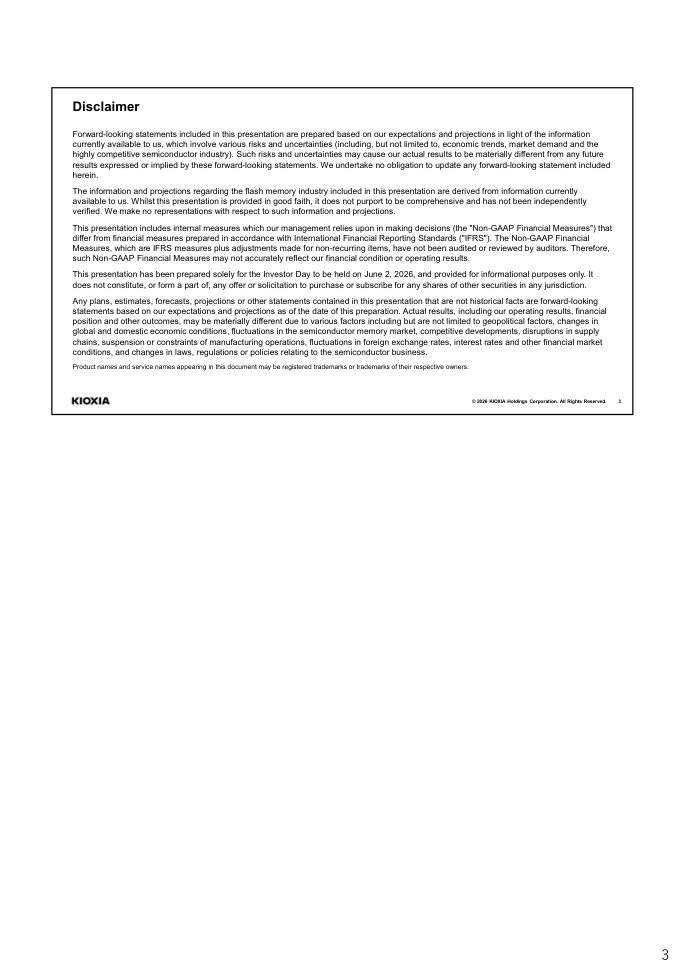 Disclaimer
Forward-looking statements included in this presentation are prepared based on our expectations and projections in light of the information
currently available to us, which involve various risks and uncertainties (including, but not limited to, economic trends, market demand and the
highly competitive semiconductor industry). Such risks and uncertainties may cause our actual results to be materially different from any future
results expressed or implied by these forward-looking statements. We undertake no obligation to update any forward-looking statement included
herein.
The information and projections regarding the flash memory industry included in this presentation are derived from information currently
available to us. Whilst this presentation is provided in good faith, it does not purport to be comprehensive and has not been independently
verified. We make no representations with respect to such information and projections.
This presentation includes internal measures which our management relies upon in making decisions (the "Non-GAAP Financial Measures") that
differ from financial measures prepared in accordance with International Financial Reporting Standards ("IFRS"). The Non-GAAP Financial
Measures, which are IFRS measures plus adjustments made for non-recurring items, have not been audited or reviewed by auditors. Therefore,
such Non-GAAP Financial Measures may not accurately reflect our financial condition or operating results.
This presentation has been prepared solely for the Investor Day to be held on June 2, 2026, and provided for informational purposes only. It
does not constitute, or form a part of, any offer or solicitation to purchase or subscribe for any shares of other securities in any jurisdiction.
Any plans, estimates, forecasts, projections or other statements contained in this presentation that are not historical facts are forward-looking
statements based on our expectations and projections as of the date of this preparation. Actual results, including our operating results, financial
position and other outcomes, may be materially different due to various factors including but are not limited to geopolitical factors, changes in
global and domestic economic conditions, fluctuations in the semiconductor memory market, competitive developments, disruptions in supply
chains, suspension or constraints of manufacturing operations, fluctuations in foreign exchange rates, interest rates and other financial market
conditions, and changes in laws, regulations or policies relating to the semiconductor business.
Product names and service names appearing in this document may be registered trademarks or trademarks of their respective owners.
KIOXIA
© 2026 KIOXIA Holdings Corporation. All Rights Reserved. 3
3